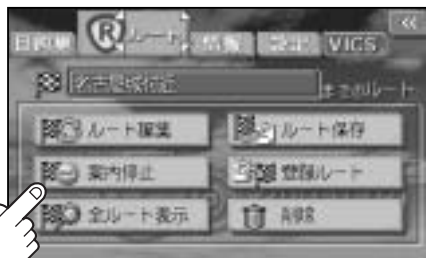 目的地 R ルート 情報 設定 VICS
名古屋城付近 までのルート
ルート編集 ルート保存
案内停止 登録ルート
全ルート表示 削除